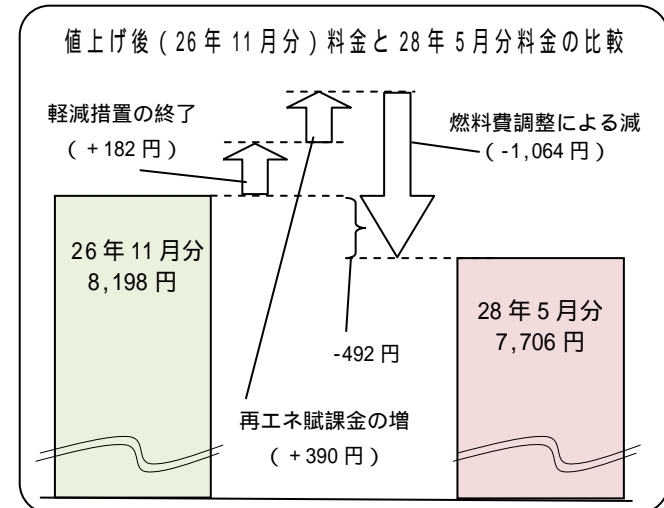 値上げ後(26年11月分)料金と28年5月分料金の比較
軽減措置の終了
(+182円)
燃料費調整による減
(-1,064円)
26年11月分
8,198円
28年5月分
7,706円
-492円
再エネ賦課金の増
(+390円)